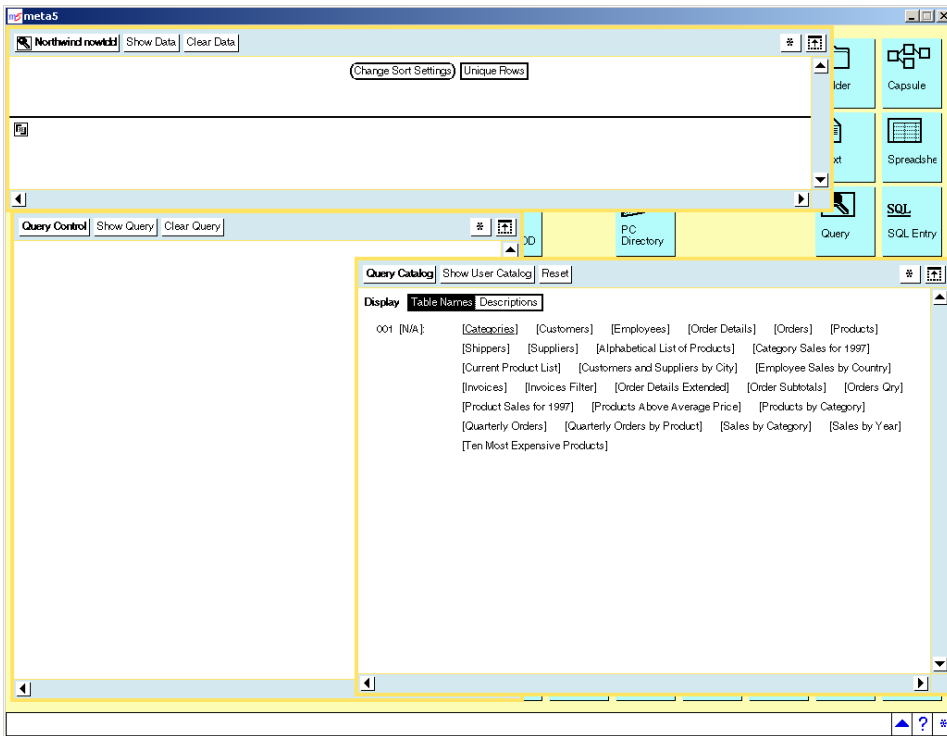 meta5
Northwind nowtdd Show Data Clear Data *
Change Sort Settings Unique Rows
Capsule
Spreadshe
Query Control Show Query Clear Query *
PC
Directory
Query
SQL
SQL Entry
Query Catalog Show User Catalog Reset *
Display Table Names Descriptions
001 [N/A]: [Categories] [Customers] [Employees] [Order Details] [Orders] [Products]
[Shippers] [Suppliers] [Alphabetical List of Products] [Category Sales for 1997]
[Current Product List] [Customers and Suppliers by City] [Employee Sales by Country]
[Invoices] [Invoices Filter] [Order Details Extended] [Order Subtotals] [Orders Qry]
[Product Sales for 1997] [Products Above Average Price] [Products by Category]
[Quarterly Orders] [Quarterly Orders by Product] [Sales by Category] [Sales by Year]
[Ten Most Expensive Products]
? *